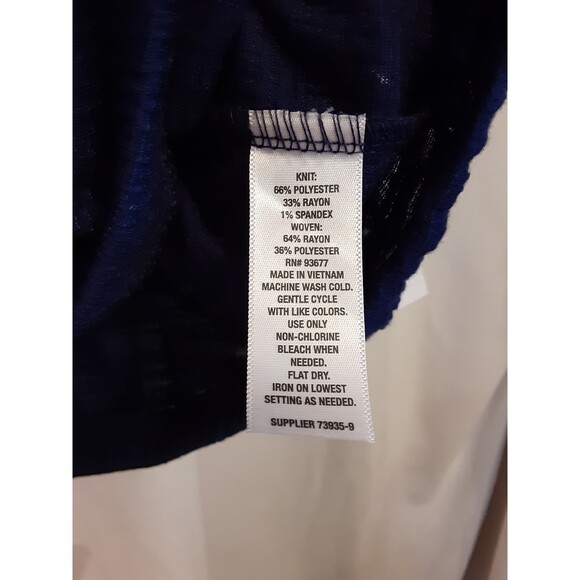 KNIT:
66% POLYESTER
33% RAYON
1% SPANDEX
WOVEN:
64% RAYON
36% POLYESTER
RN# 93677
MADE IN VIETNAM
MACHINE WASH COLD.
GENTLE CYCLE
WITH LIKE COLORS.
USE ONLY
NON-CHLORINE
BLEACH WHEN
NEEDED.
FLAT DRY.
IRON ON LOWEST
SETTING AS NEEDED.
SUPPLIER 73935-9